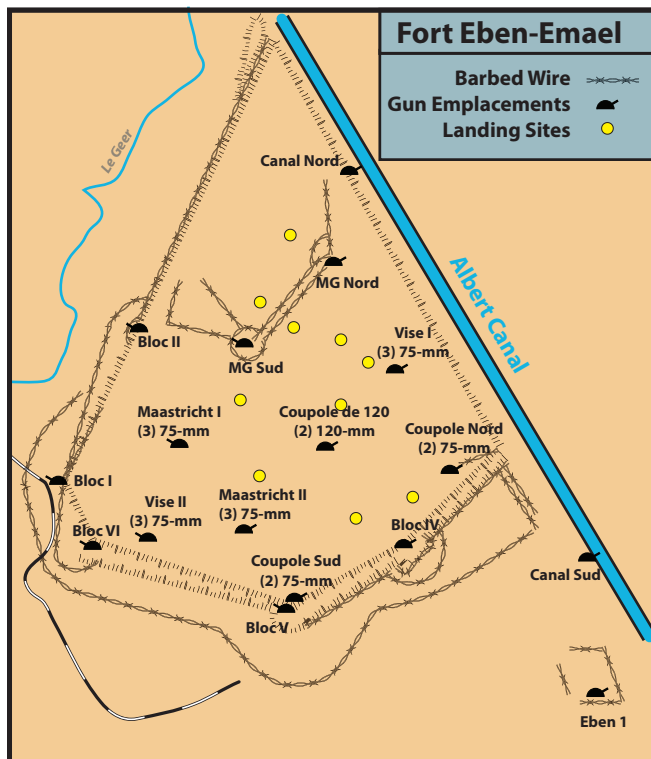 Fort Eben-Emael
Barbed Wire
Gun Emplacements
Landing Sites
Le Geer
Canal Nord
Albert Canal
MG Nord
Bloc II
MG Sud
Vise I
(3) 75-mm
Maastricht I
(3) 75-mm
Coupole de 120
(2) 120-mm
Coupole Nord
(2) 75-mm
Bloc I
Vise II
(3) 75-mm
Maastricht II
(3) 75-mm
Bloc VI
Bloc IV
Coupole Sud
(2) 75-mm
Canal Sud
Bloc V
Eben 1